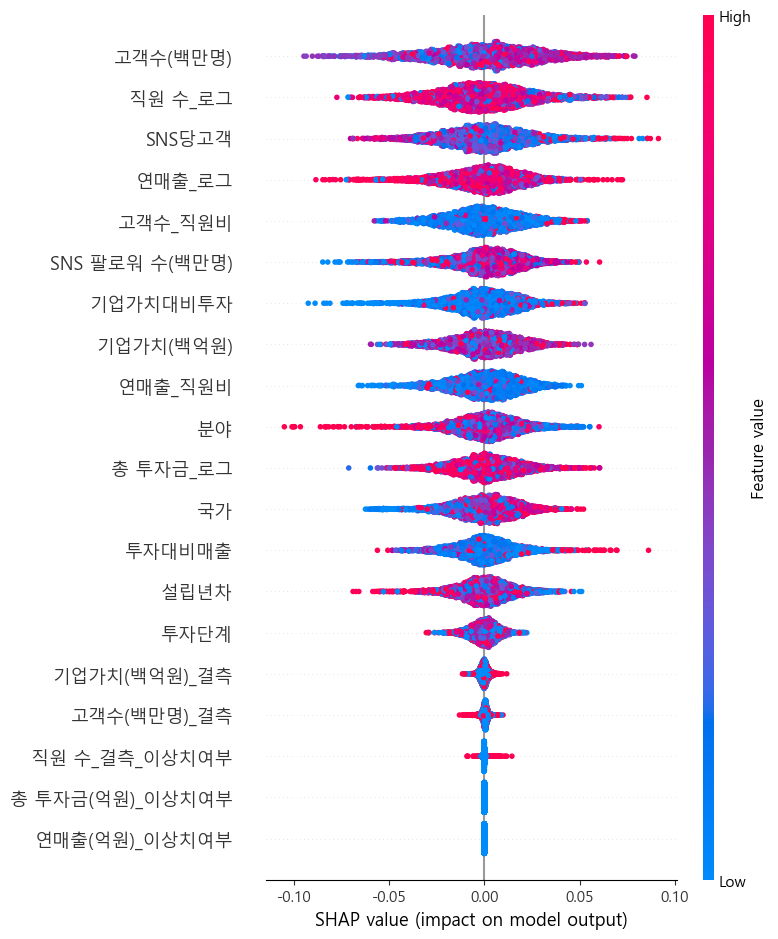 High
고객수(백만명)
직원 수_로그
SNS당고객
연매출_로그
고객수_직원비
SNS 팔로워 수(백만명)
기업가치대비투자
기업가치(백억원)
연매출_직원비
분야
총 투자금_로그
국가
투자대비매출
설립년차
투자단계
기업가치(백억원)_결측
고객수(백만명)_결측
직원 수_결측_이상치여부
총 투자금(억원)_이상치여부
연매출(억원)_이상치여부
Feature value
Low
-0.10 -0.05 0.00 0.05 0.10
SHAP value (impact on model output)